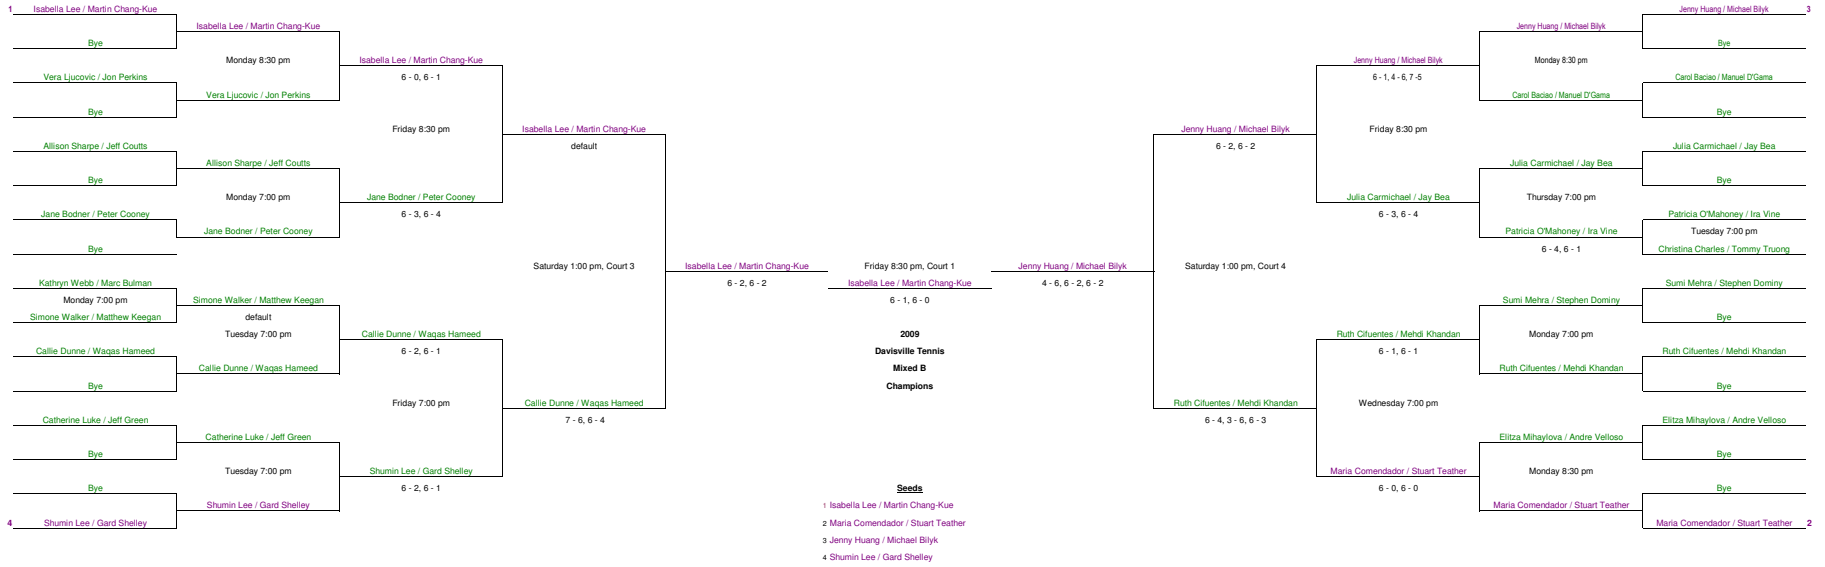 1 Isabella Lee / Martin Chang-Kue
Bye
Vera Ljucovic / Jon Perkins
Bye
Allison Sharpe / Jeff Coutts
Bye
Jane Bodner / Peter Cooney
Bye
Kathryn Webb / Marc Bulman
Monday 7:00 pm
Simone Walker / Matthew Keegan
Callie Dunne / Waqas Hameed
Bye
Catherine Luke / Jeff Green
Bye
Bye
4 Shumin Lee / Gard Shelley
Isabella Lee / Martin Chang-Kue
Monday 8:30 pm
Vera Ljucovic / Jon Perkins
Allison Sharpe / Jeff Coutts
Monday 7:00 pm
Jane Bodner / Peter Cooney
Simone Walker / Matthew Keegan
default
Tuesday 7:00 pm
Callie Dunne / Waqas Hameed
Catherine Luke / Jeff Green
Tuesday 7:00 pm
Shumin Lee / Gard Shelley
Isabella Lee / Martin Chang-Kue
6 - 0, 6 - 1
Friday 8:30 pm
Jane Bodner / Peter Cooney
6 - 3, 6 - 4
Callie Dunne / Waqas Hameed
6 - 2, 6 - 1
Friday 7:00 pm
Shumin Lee / Gard Shelley
6 - 2, 6 - 1
Isabella Lee / Martin Chang-Kue
default
Saturday 1:00 pm, Court 3
Callie Dunne / Waqas Hameed
7 - 6, 6 - 4
Isabella Lee / Martin Chang-Kue
6 - 2, 6 - 2
Friday 8:30 pm, Court 1
Isabella Lee / Martin Chang-Kue
6 - 1, 6 - 0
2009
Davisville Tennis
Mixed B
Champions
Seeds
1 Isabella Lee / Martin Chang-Kue
2 Maria Comendador / Stuart Teather
3 Jenny Huang / Michael Bilyk
4 Shumin Lee / Gard Shelley
Jenny Huang / Michael Bilyk
4 - 6, 6 - 2, 6 - 2
Jenny Huang / Michael Bilyk
6 - 2, 6 - 2
Saturday 1:00 pm, Court 4
Ruth Cifuentes / Mehdi Khandan
6 - 4, 3 - 6, 6 - 3
Jenny Huang / Michael Bilyk
6 - 1, 4 - 6, 7 -5
Friday 8:30 pm
Julia Carmichael / Jay Bea
6 - 3, 6 - 4
Ruth Cifuentes / Mehdi Khandan
6 - 1, 6 - 1
Wednesday 7:00 pm
Maria Comendador / Stuart Teather
6 - 0, 6 - 0
Jenny Huang / Michael Bilyk
Monday 8:30 pm
Carol Baciao / Manuel D'Gama
Julia Carmichael / Jay Bea
Thursday 7:00 pm
Patricia O'Mahoney / Ira Vine
6 - 4, 6 - 1
Sumi Mehra / Stephen Dominy
Monday 7:00 pm
Ruth Cifuentes / Mehdi Khandan
Elitza Mihaylova / Andre Velloso
Monday 8:30 pm
Maria Comendador / Stuart Teather
Jenny Huang / Michael Bilyk 3
Bye
Carol Baciao / Manuel D'Gama
Bye
Julia Carmichael / Jay Bea
Bye
Patricia O'Mahoney / Ira Vine
Tuesday 7:00 pm
Christina Charles / Tommy Truong
Sumi Mehra / Stephen Dominy
Bye
Ruth Cifuentes / Mehdi Khandan
Bye
Elitza Mihaylova / Andre Velloso
Bye
Bye
Maria Comendador / Stuart Teather 2